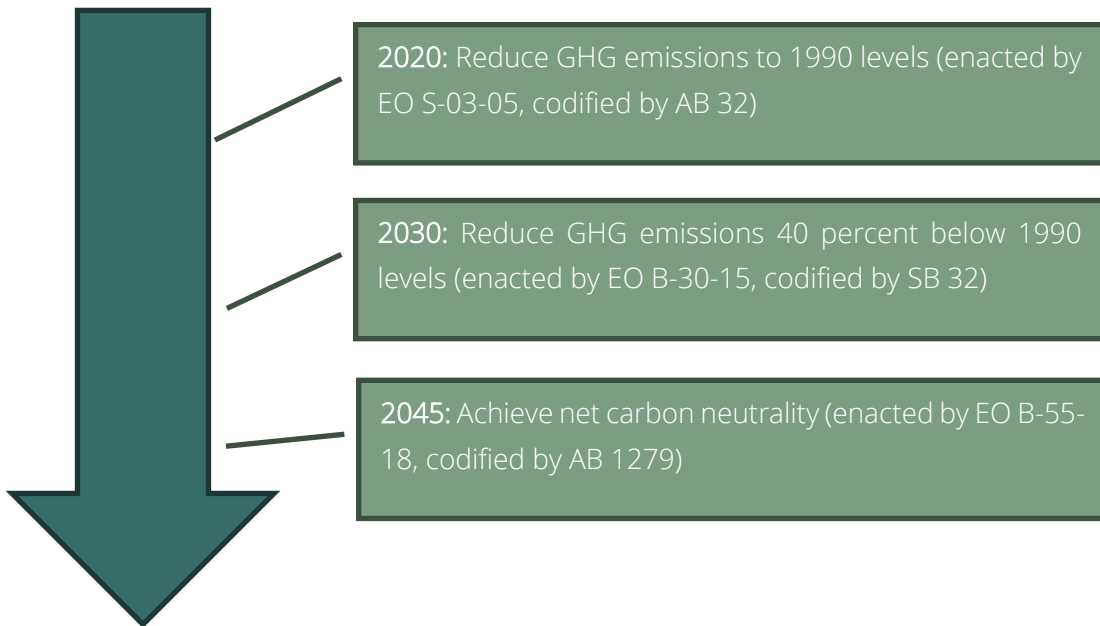 2020: Reduce GHG emissions to 1990 levels (enacted by
EO S-03-05, codified by AB 32)
2030: Reduce GHG emissions 40 percent below 1990
levels (enacted by EO B-30-15, codified by SB 32)
2045: Achieve net carbon neutrality (enacted by EO B-55-
18, codified by AB 1279)